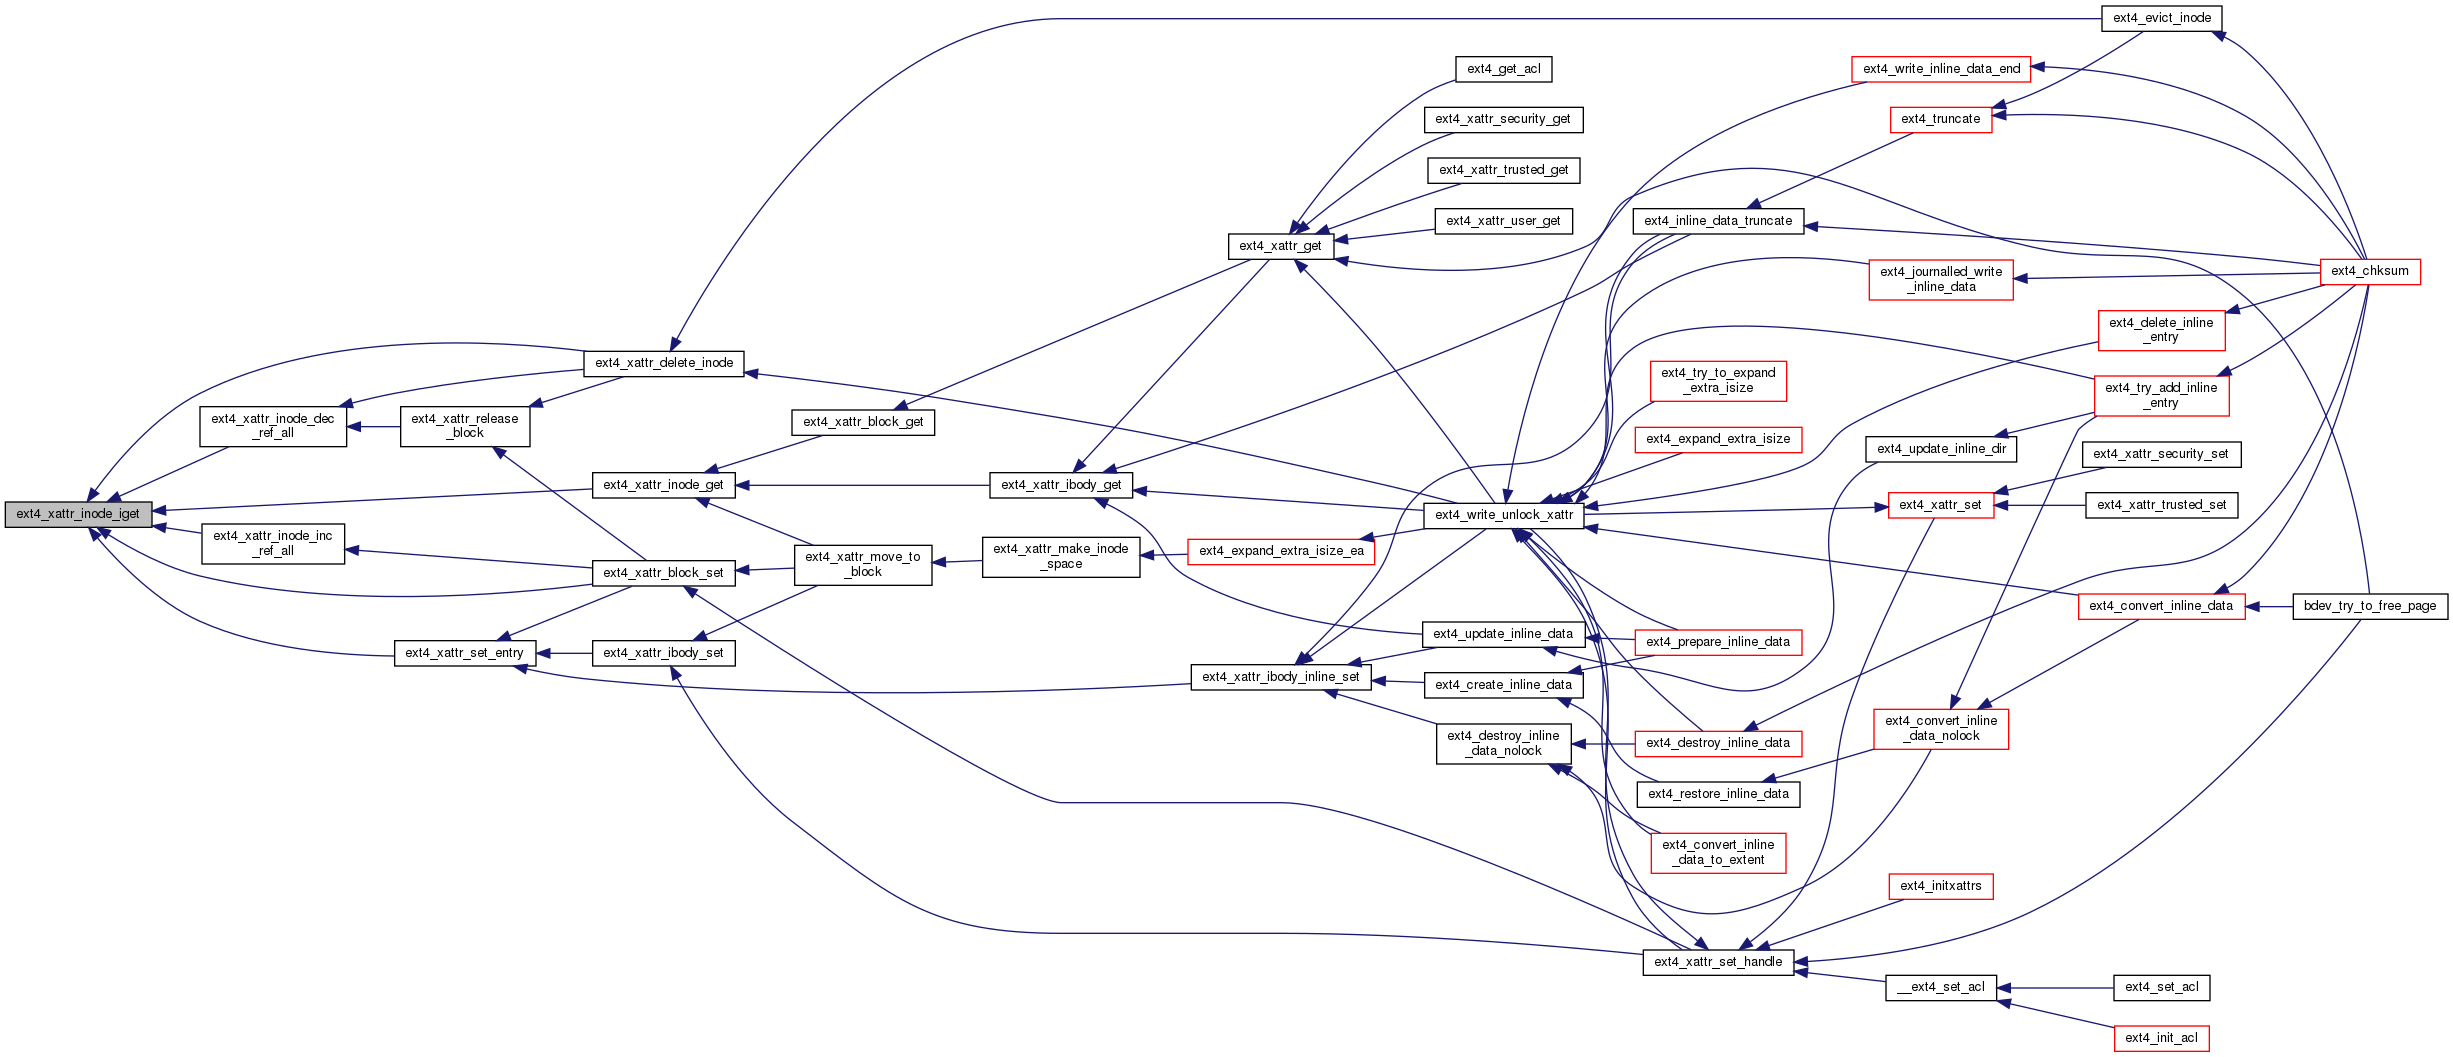 ext4_xattr_inode_iget
ext4_xattr_inode_dec
_ref_all
ext4_xattr_inode_inc
_ref_all
ext4_xattr_release
_block
ext4_xattr_set_entry
ext4_xattr_delete_inode
ext4_xattr_inode_get
ext4_xattr_block_set
ext4_xattr_ibody_set
ext4_xattr_block_get
ext4_xattr_move_to
_block
ext4_xattr_ibody_get
ext4_xattr_make_inode
_space
ext4_xattr_get
ext4_expand_extra_isize_ea
ext4_xattr_ibody_inline_set
ext4_get_acl
ext4_xattr_security_get
ext4_xattr_trusted_get
ext4_xattr_user_get
ext4_write_unlock_xattr
ext4_update_inline_data
ext4_create_inline_data
ext4_destroy_inline
_data_nolock
ext4_inline_data_truncate
ext4_try_to_expand
_extra_isize
ext4_expand_extra_isize
ext4_prepare_inline_data
ext4_destroy_inline_data
ext4_restore_inline_data
ext4_convert_inline
_data_to_extent
ext4_xattr_set_handle
ext4_write_inline_data_end
ext4_truncate
ext4_journalled_write
_inline_data
ext4_update_inline_dir
ext4_xattr_set
ext4_convert_inline
_data_nolock
ext4_initxattrs
__ext4_set_acl
ext4_evict_inode
ext4_delete_inline
_entry
ext4_try_add_inline
_entry
ext4_xattr_security_set
ext4_xattr_trusted_set
ext4_convert_inline_data
ext4_set_acl
ext4_init_acl
ext4_chksum
bdev_try_to_free_page